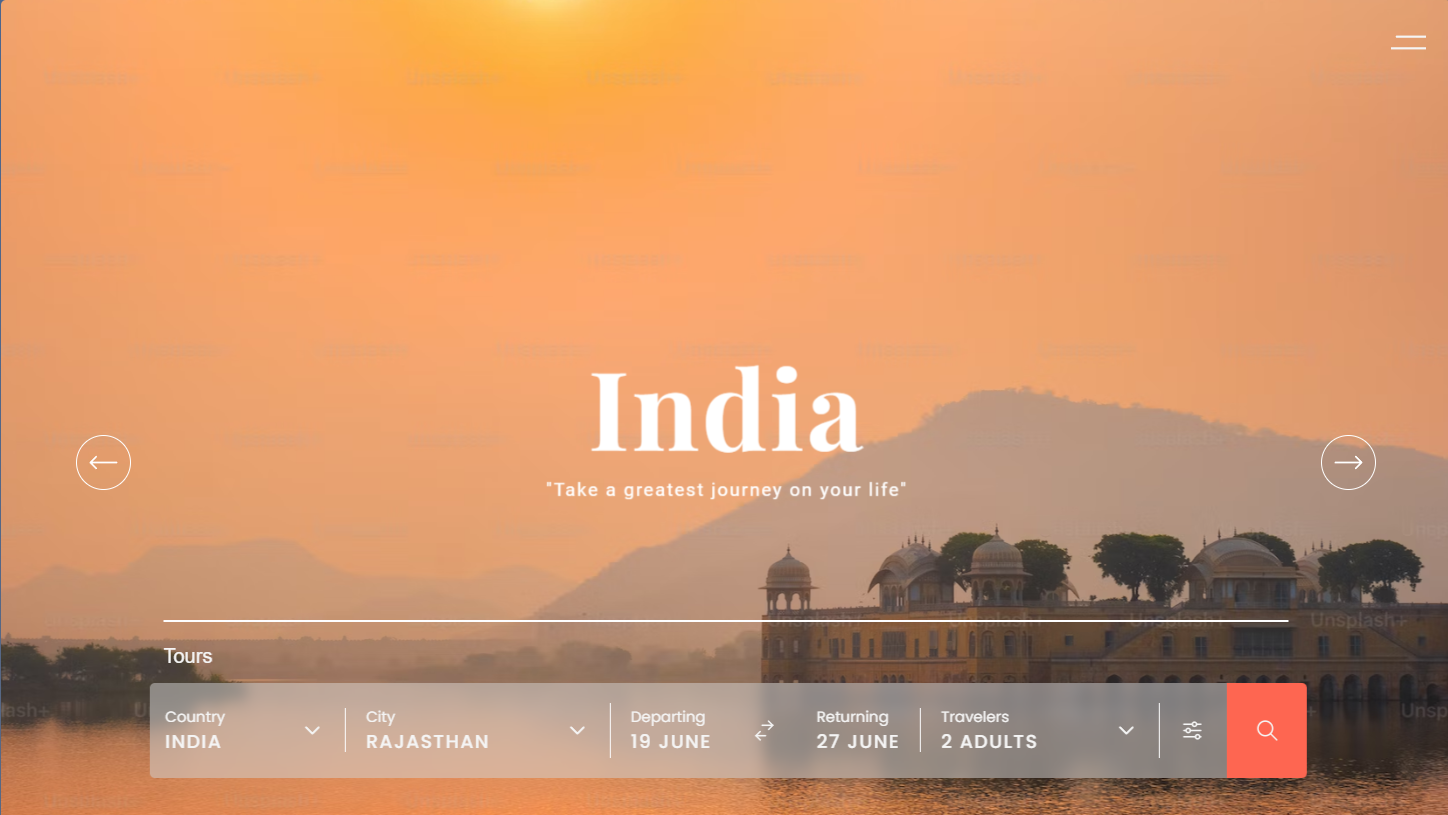 India
"Take a greatest journey on your life"
Unsplash+
Tours
Country
INDIA
City
RAJASTHAN
Departing
19 JUNE
Returning
27 JUNE
Travelers
2 ADULTS